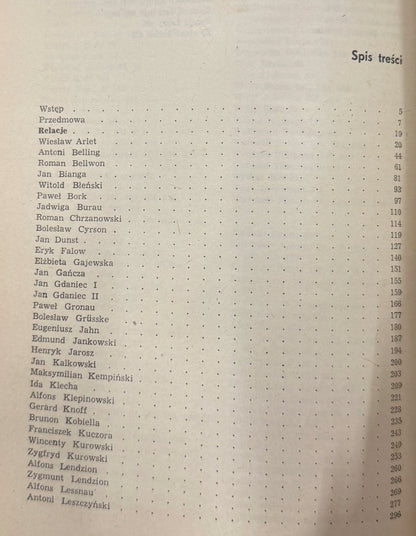 Spis treści
Wstęp . . . 5
Przedmowa . . . 7
Relacje . . . 19
Wiesław Arlet . . . 20
Antoni Belling . . . 44
Roman Bellwon . . . 61
Jan Bianga . . . 81
Witold Bleński . . . 93
Paweł Bork . . . 97
Jadwiga Burau . . . 110
Roman Chrzanowski . . . 114
Bolesław Cyrson . . . 119
Jan Dunst . . . 127
Eryk Falow . . . 140
Elżbieta Gajewska . . . 151
Jan Gańcza . . . 155
Jan Gdaniec I . . . 159
Jan Gdaniec II . . . 166
Paweł Gronau . . . 177
Bolesław Grüsske . . . 180
Eugeniusz Jahn . . . 187
Edmund Jankowski . . . 194
Henryk Jarosz . . . 200
Jan Kalkowski . . . 203
Maksymilian Kempiński . . . 209
Ida Klecha . . . 221
Alfons Klepinowski . . . 228
Gerard Knoff . . . 235
Brunon Kobiella . . . 243
Franciszek Kuczora . . . 249
Wincenty Kurowski . . . 253
Zygfryd Kurowski . . . 260
Alfons Lendzion . . . 266
Zygmunt Lendzion . . . 269
Alfons Lessnau . . . 277
Antoni Leszczyński . . . 296